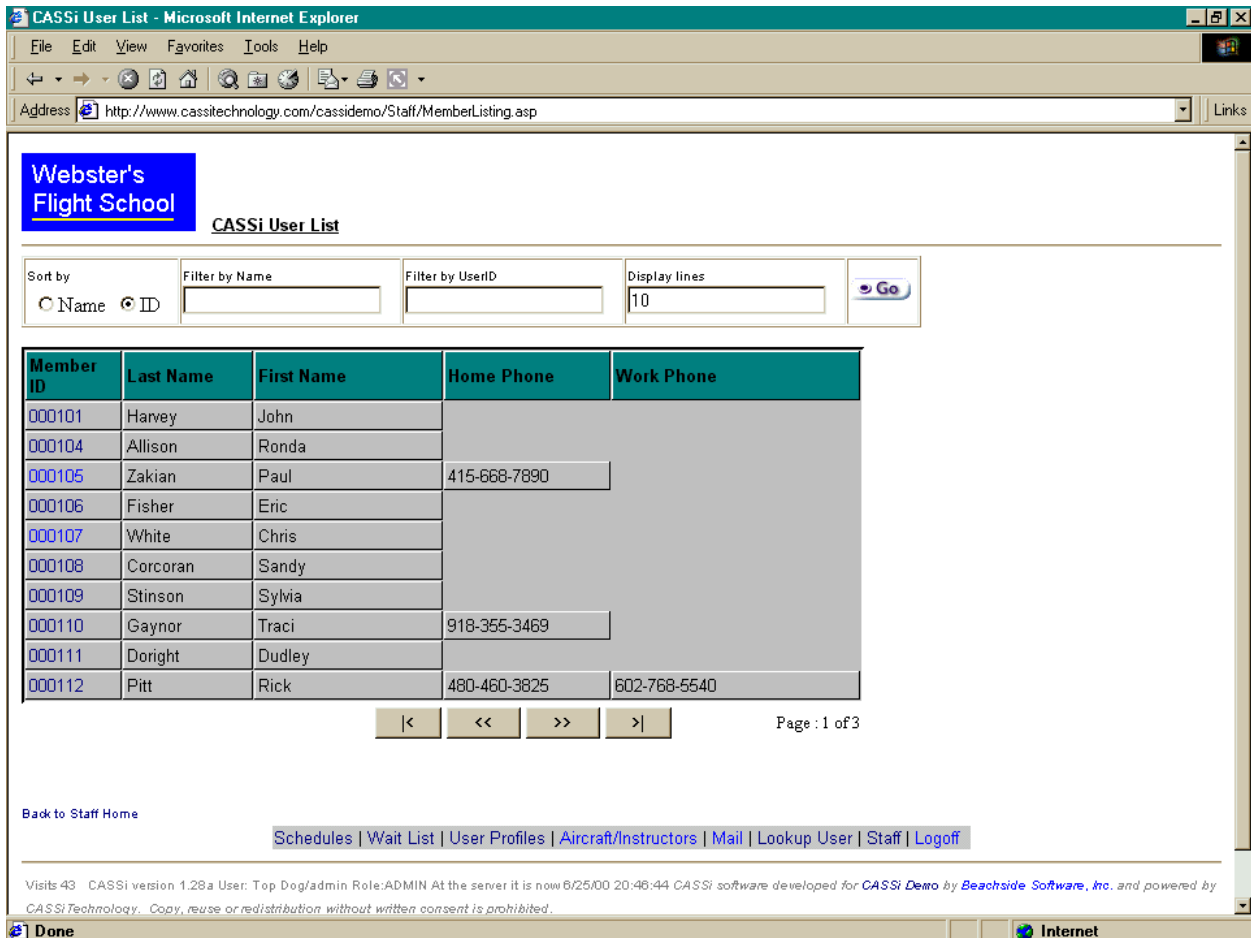 CASSi User List - Microsoft Internet Explorer
File Edit View Favorites Tools Help
Address http://www.cassitechnology.com/cassidemo/Staff/MemberListing.asp Links
Webster's
Flight School
CASSi User List
Sort by Filter by Name Filter by UserID Display lines
Name ID 10 Go
Member ID Last Name First Name Home Phone Work Phone
000101 Harvey John
000104 Allison Ronda
000105 Zakian Paul 415-668-7890
000106 Fisher Eric
000107 White Chris
000108 Corcoran Sandy
000109 Stinson Sylvia
000110 Gaynor Traci 918-355-3469
000111 Doright Dudley
000112 Pitt Rick 480-460-3825 602-768-5540
|< << >> >| Page : 1 of 3
Back to Staff Home
Schedules | Wait List | User Profiles | Aircraft/Instructors | Mail | Lookup User | Staff | Logoff
Visits 43 CASSi version 1.28a User: Top Dog/admin Role:ADMIN At the server it is now 6/25/00 20:46:44 CASSi software developed for CASSi Demo by Beachside Software, Inc. and powered by
CASSiTechnology. Copy, reuse or redistribution without written consent is prohibited.
Done Internet